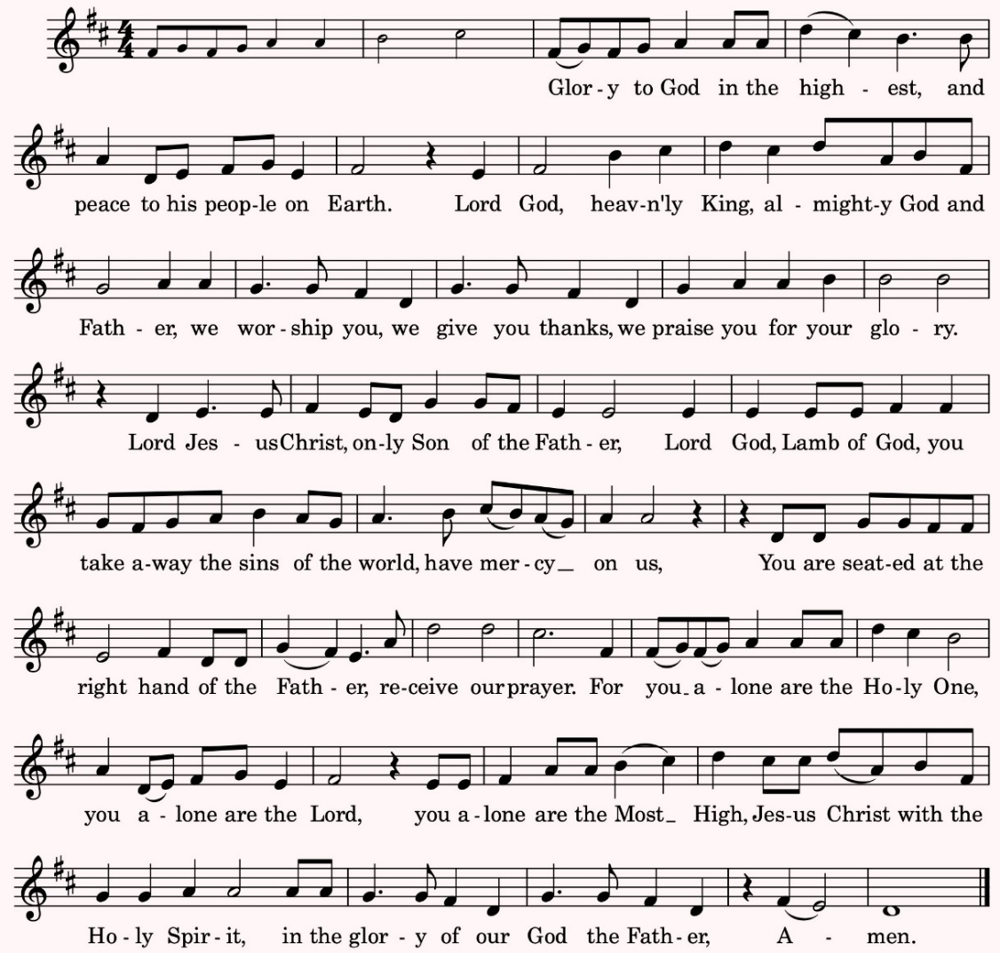 4 4
Glor - y to God in the high - est, and
peace to his peop - le on Earth. Lord God, heav - n'ly King, al - might - y God and
Fath - er, we wor - ship you, we give you thanks, we praise you for your glo - ry.
Lord Jes - us Christ, on - ly Son of the Fath - er, Lord God, Lamb of God, you
take a - way the sins of the world, have mer - cy _ on us, You are seat - ed at the
right hand of the Fath - er, re - ceive our prayer. For you _ a - lone are the Ho - ly One,
you a - lone are the Lord, you a - lone are the Most _ High, Jes - us Christ with the
Ho - ly Spir - it, in the glor - y of our God the Fath - er, A - men.